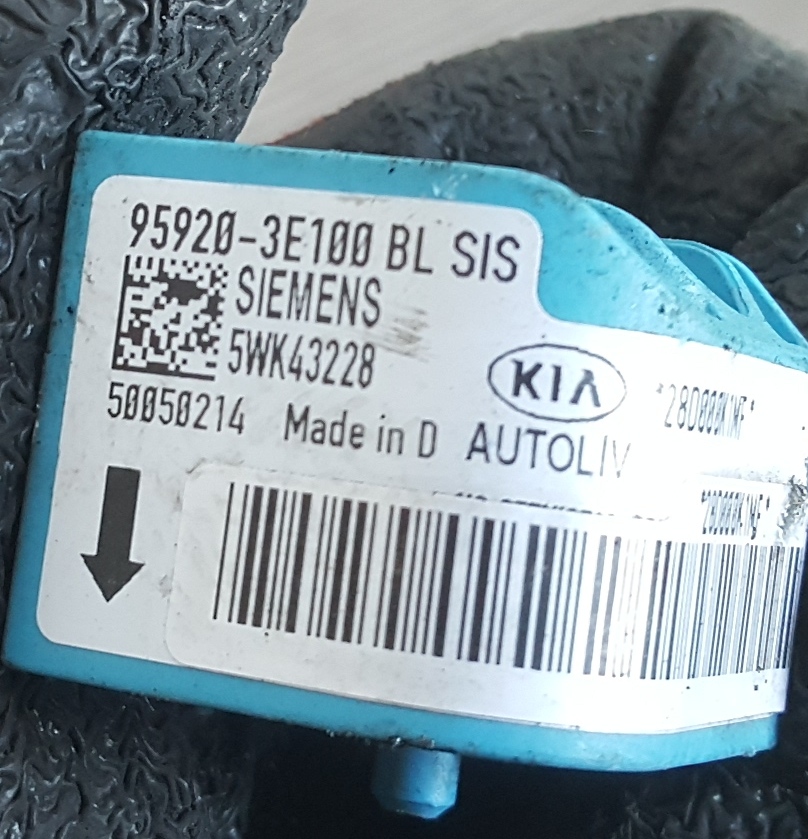 95920-3E100 BL SIS
SIEMENS
5WK43228
KIA
50050214 Made in D AUTOLIV